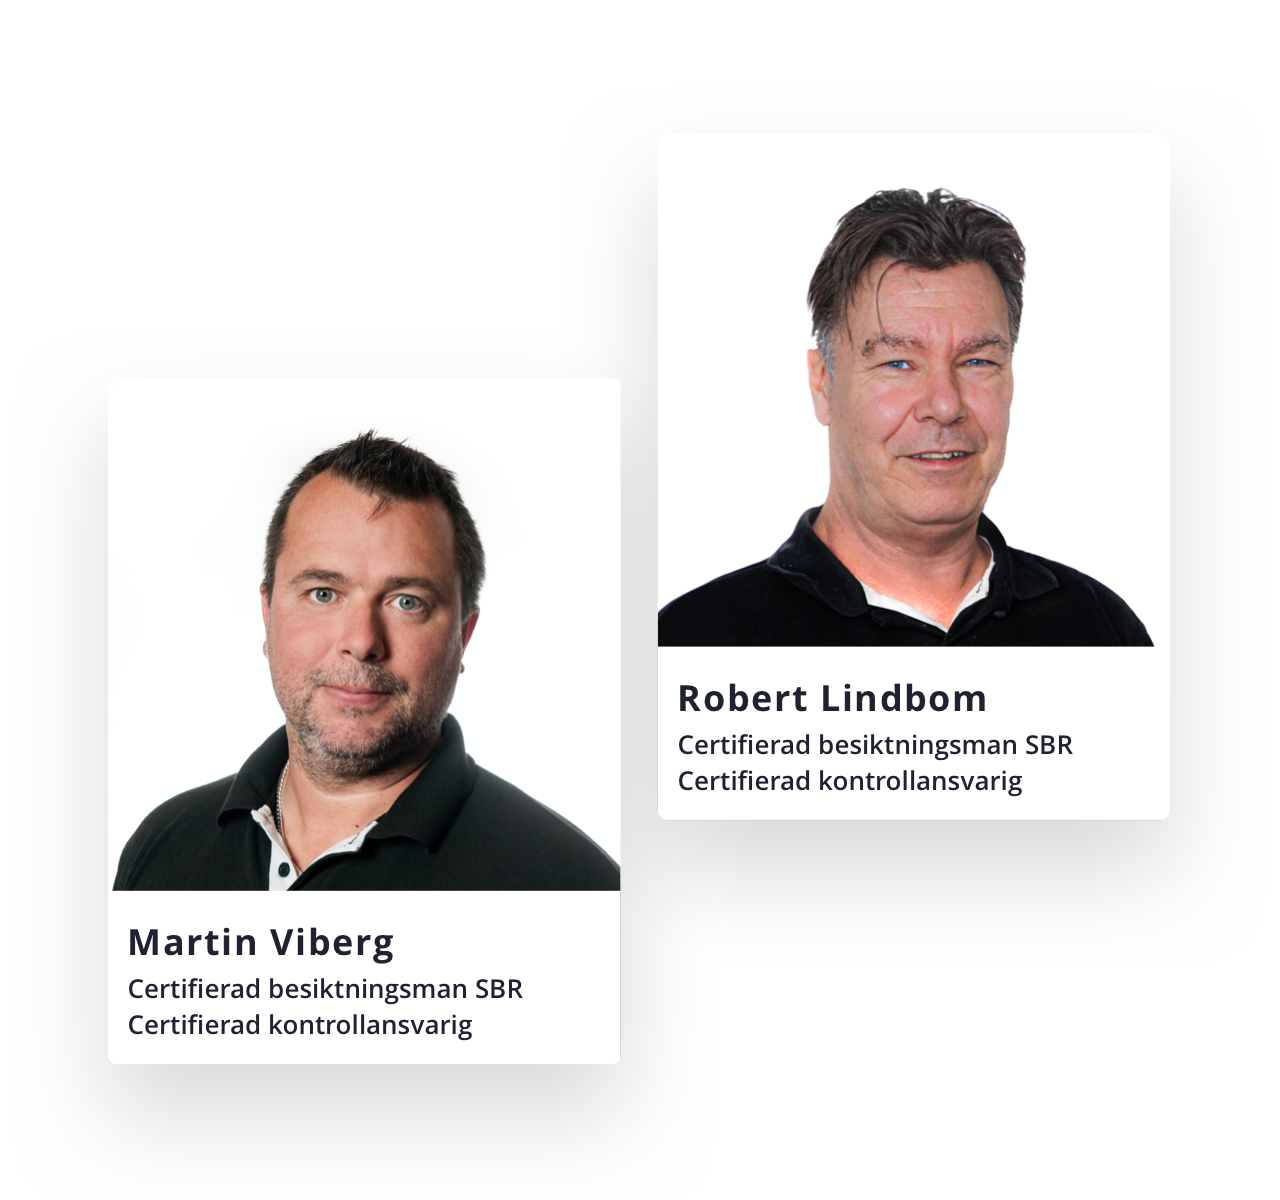 Robert Lindbom
Certifierad besiktningsman SBR
Certifierad kontrollansvarig
Martin Viberg
Certifierad besiktningsman SBR
Certifierad kontrollansvarig